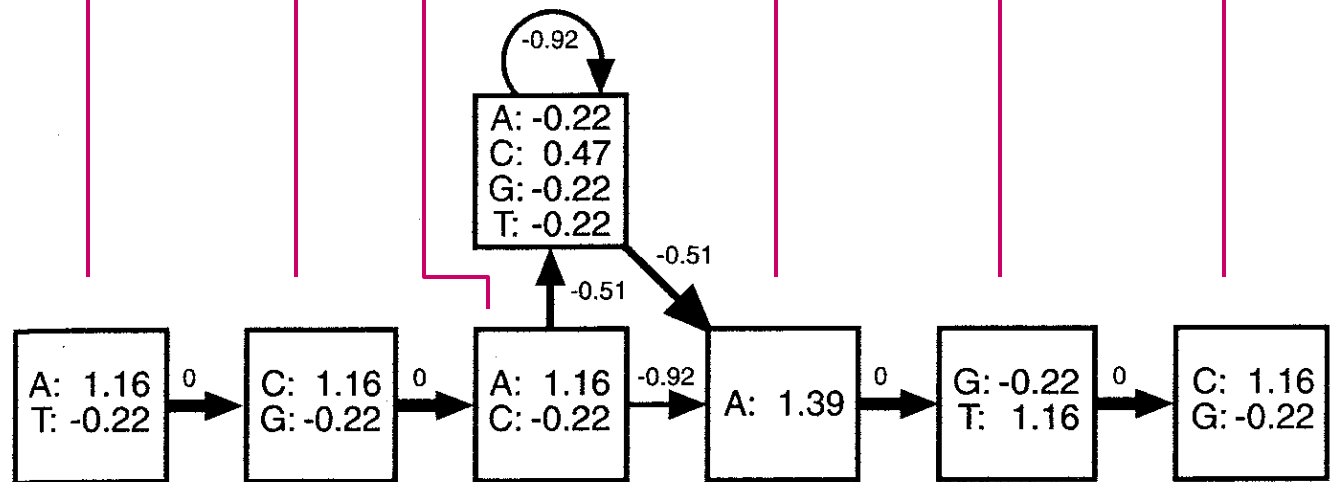 -0.92
A: -0.22
C: 0.47
G: -0.22
T: -0.22
-0.51
-0.51
A: 1.16
T: -0.22
0
C: 1.16
G: -0.22
0
A: 1.16
C: -0.22
-0.92
A: 1.39
0
G: -0.22
T: 1.16
0
C: 1.16
G: -0.22